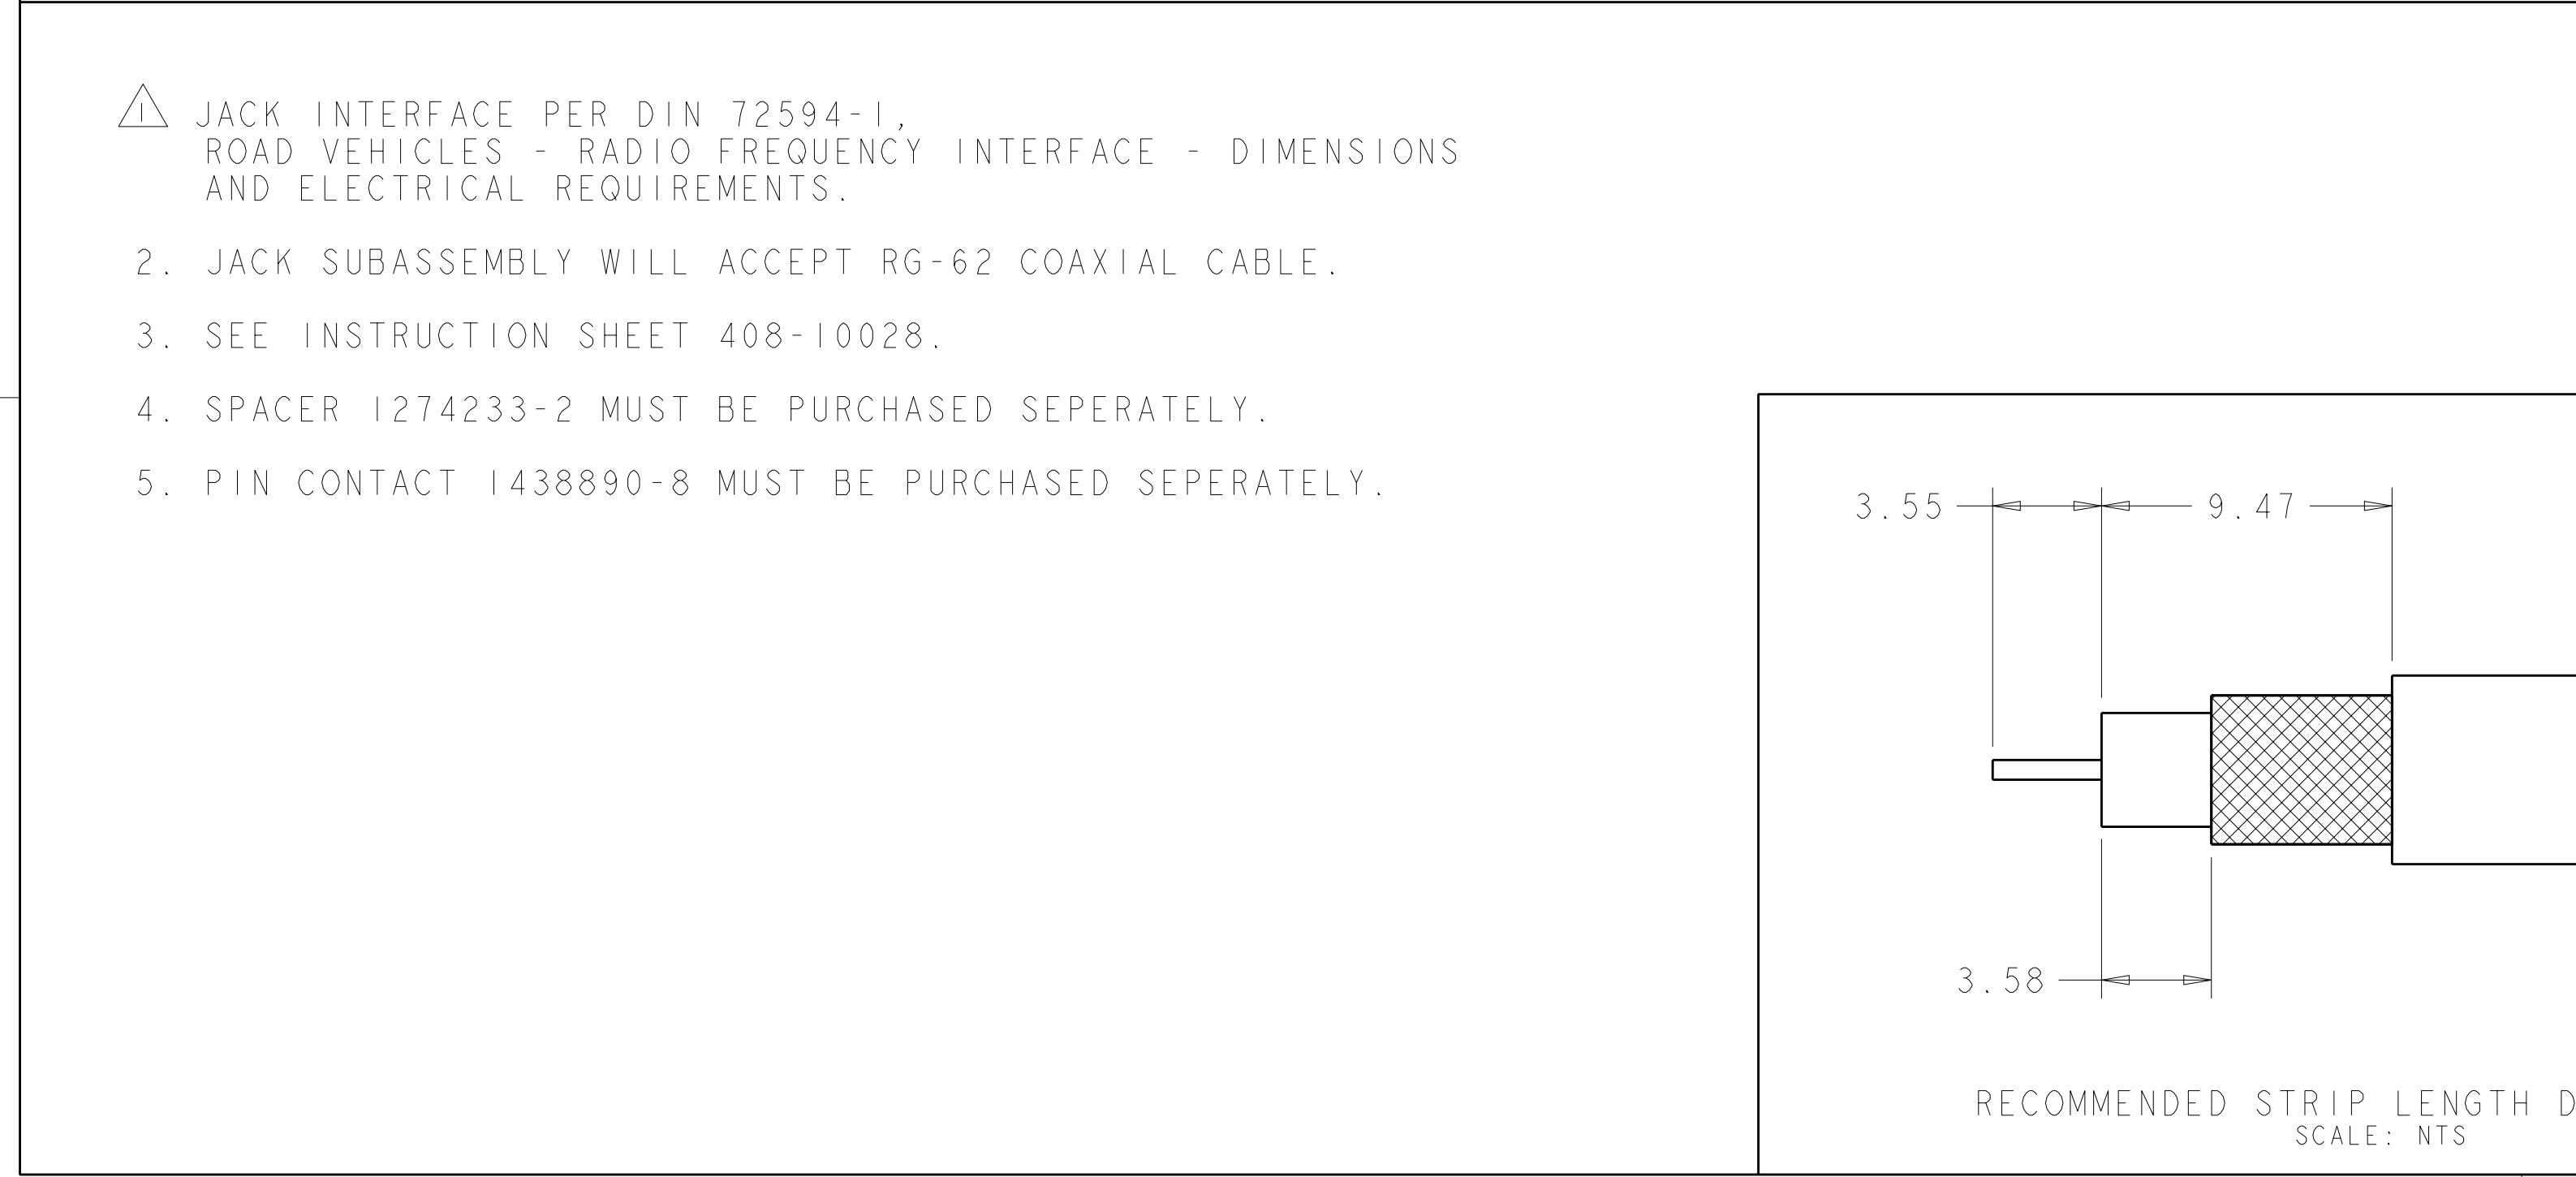 1 JACK INTERFACE PER DIN 72594-1,
ROAD VEHICLES - RADIO FREQUENCY INTERFACE - DIMENSIONS
AND ELECTRICAL REQUIREMENTS.
2. JACK SUBASSEMBLY WILL ACCEPT RG-62 COAXIAL CABLE.
3. SEE INSTRUCTION SHEET 408-10028.
4. SPACER 1274233-2 MUST BE PURCHASED SEPERATELY.
5. PIN CONTACT 1438890-8 MUST BE PURCHASED SEPERATELY.
3.55
9.47
3.58
RECOMMENDED STRIP LENGTH D
SCALE: NTS